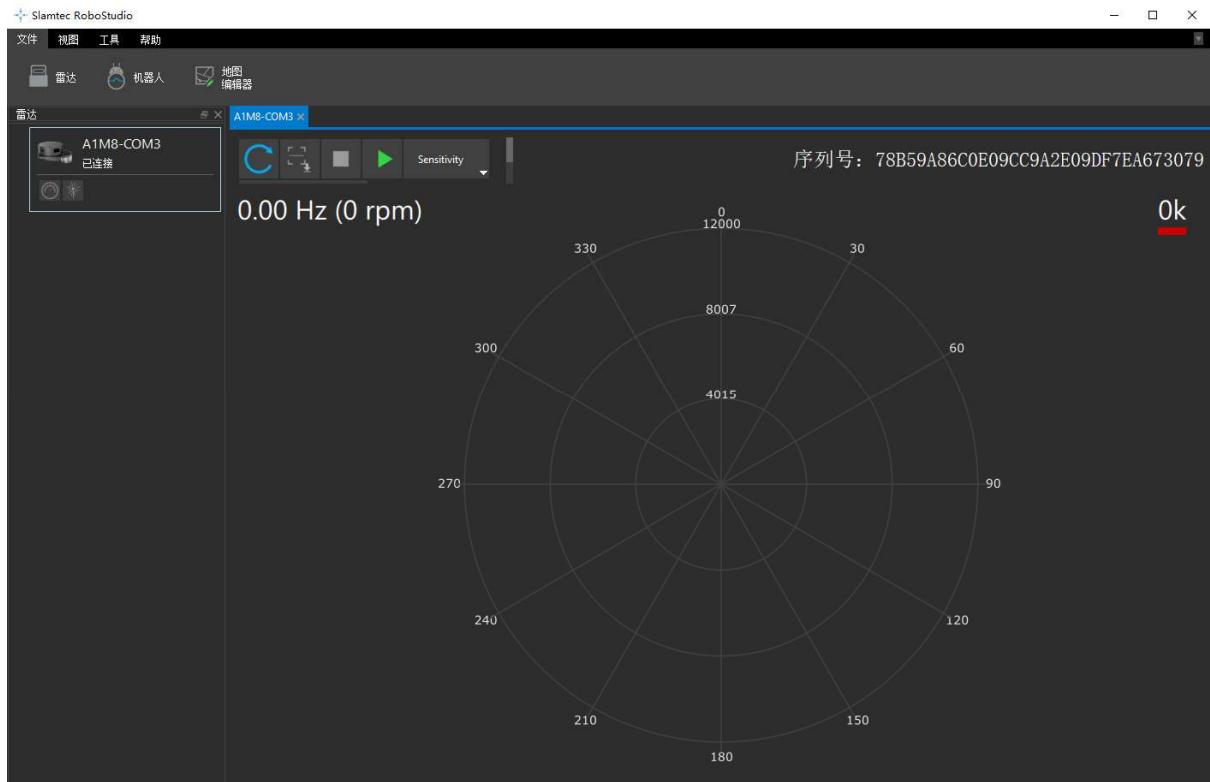 Slamtec RoboStudio
文件 视图 工具 帮助
雷达 机器人 地图
编辑器
雷达
A1M8-COM3
A1M8-COM3
已连接
Sensitivity
序列号：78B59A86C0E09CC9A2E09DF7EA673079
0.00 Hz (0 rpm)
0k
0
12000
330
30
8007
300
60
4015
270
90
240
120
210
150
180